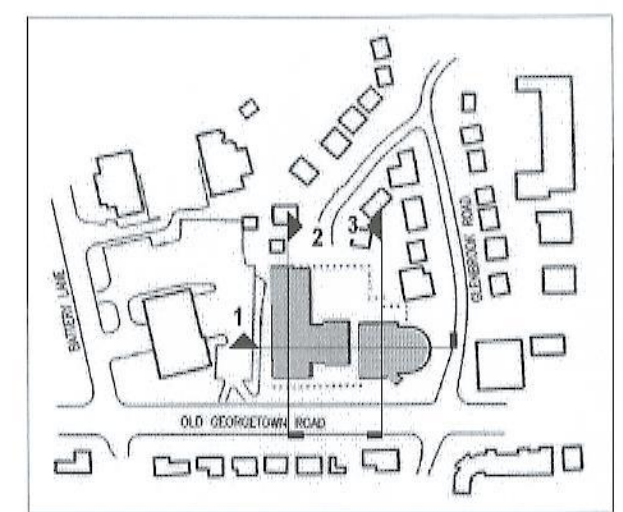 2
3
GLENBROOK ROAD
BATTERY LANE
1
OLD GEORGETOWN ROAD